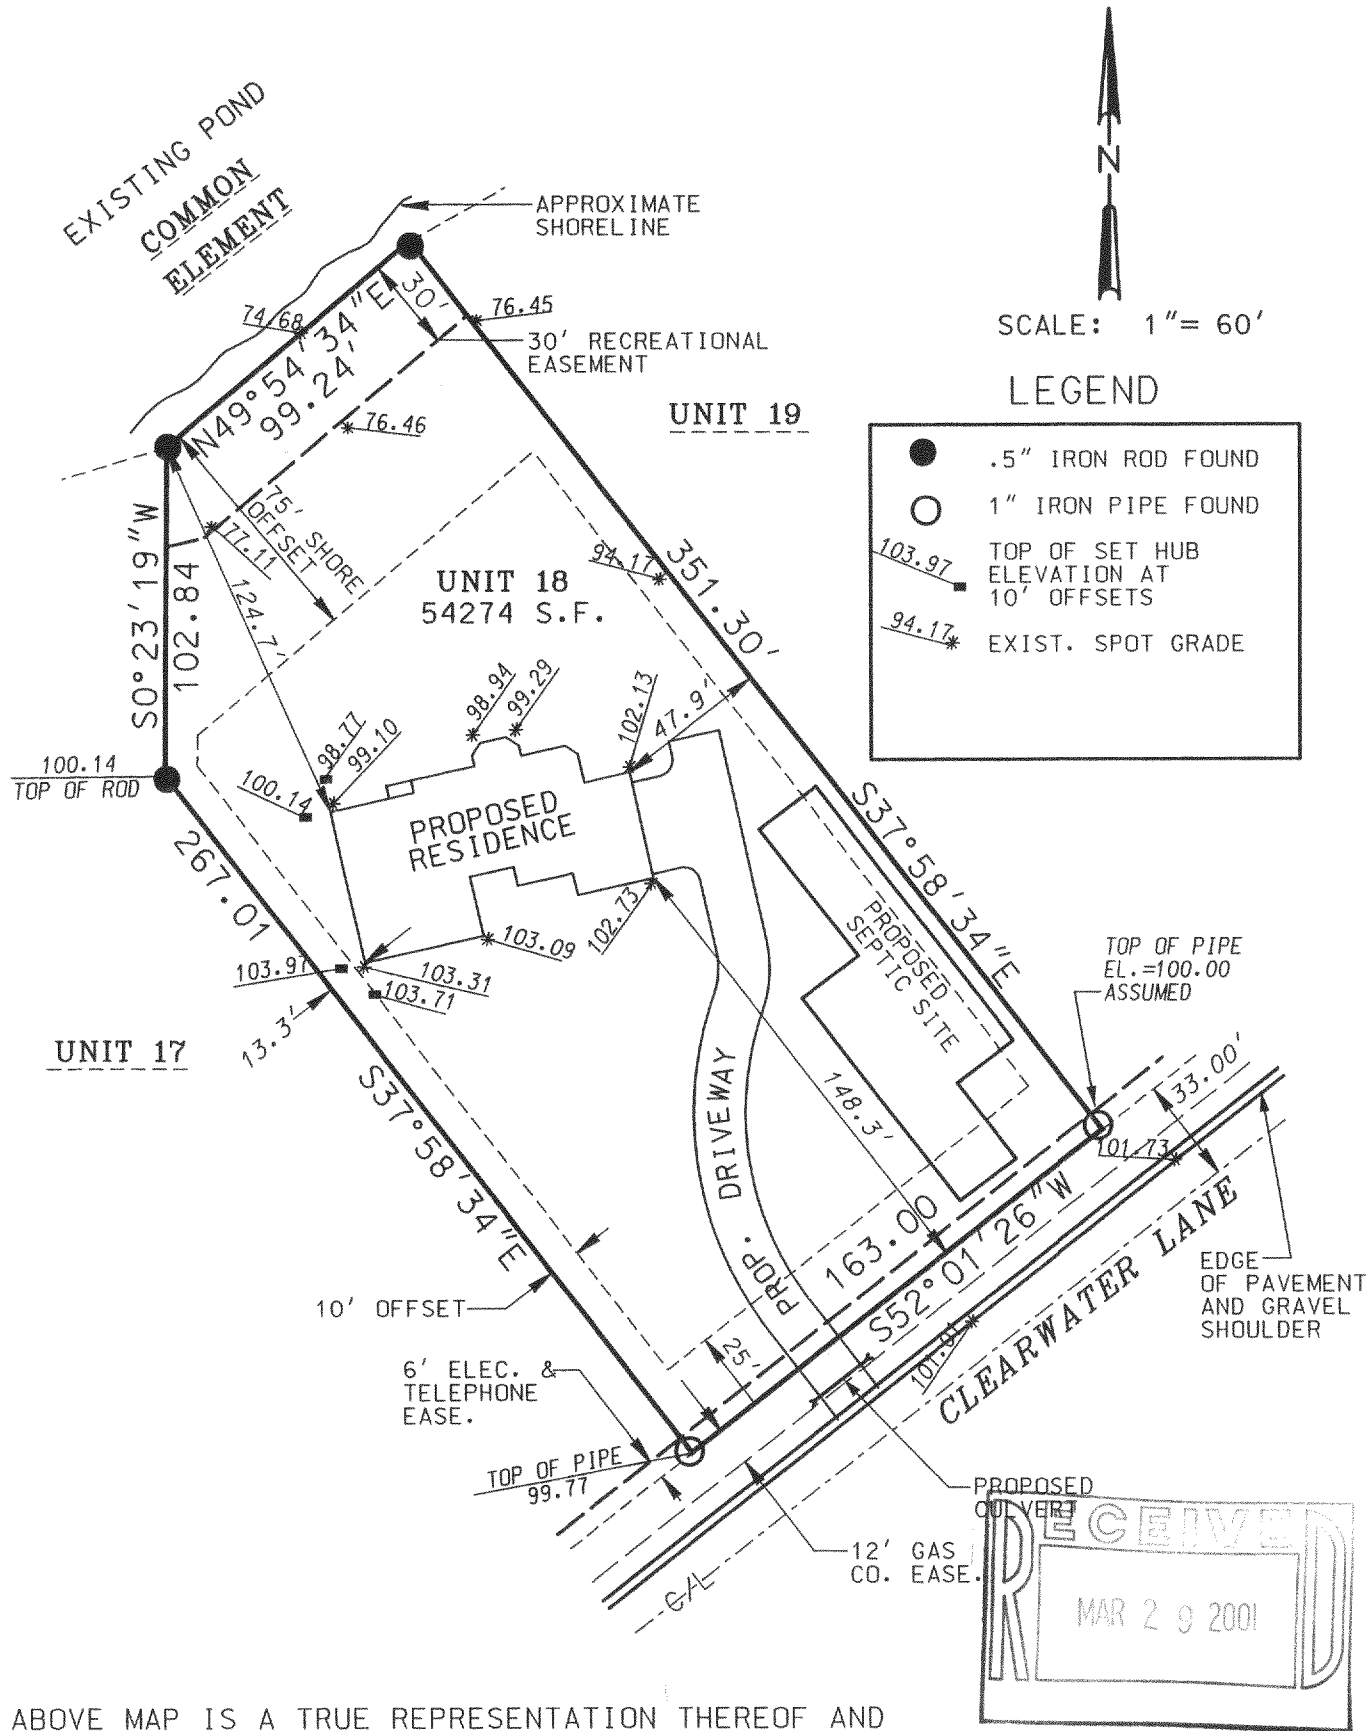 EXISTING POND
COMMON
ELEMENT
APPROXIMATE
SHORELINE
N
SCALE: 1"= 60'
LEGEND
.5" IRON ROD FOUND
1" IRON PIPE FOUND
103.97
TOP OF SET HUB
ELEVATION AT
10' OFFSETS
94.17
EXIST. SPOT GRADE
74.68
N49°54'34"E
99.24'
30'
76.45
30' RECREATIONAL
EASEMENT
76.46
UNIT 19
77.11
75' SHORE
OFFSET
124.7'
S0°23'19"W
102.84
UNIT 18
54274 S.F.
94.17
351.30'
S37°58'34"E
47.9'
98.94
99.29
102.13
98.77
99.10
100.14
TOP OF ROD
100.14
PROPOSED
RESIDENCE
267.01
S37°58'34"E
103.97
103.31
103.71
103.09
102.73
13.3'
UNIT 17
PROPOSED
SEPTIC SITE
TOP OF PIPE
EL.=100.00
ASSUMED
148.3'
PROP. DRIVEWAY
33.00'
101.73
163.00
S52°01'26"W
CLEARWATER LANE
EDGE
OF PAVEMENT
AND GRAVEL
SHOULDER
10' OFFSET
25'
6' ELEC. &
TELEPHONE
EASE.
TOP OF PIPE
99.77
PROPOSED
CULVERT
12' GAS
CO. EASE.
C/L
RECEIVED
MAR 29 2001
ABOVE MAP IS A TRUE REPRESENTATION THEREOF AND